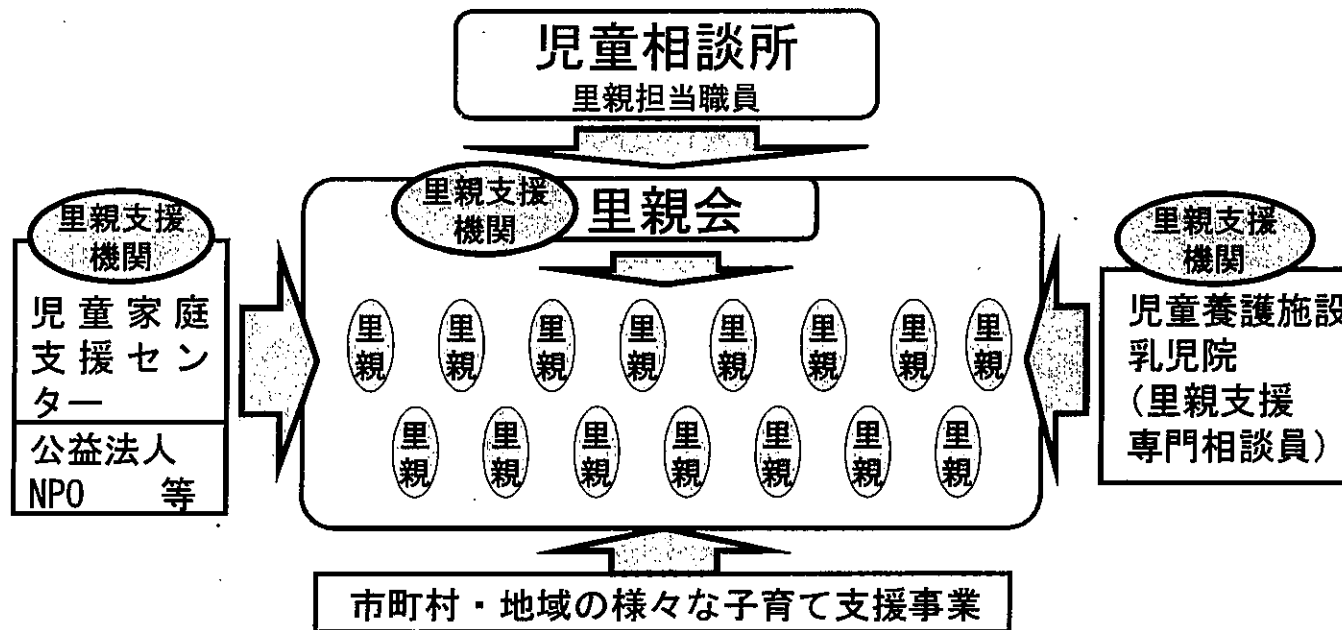 児童相談所
里親担当職員
里親支援
機関
里親会
里親支援
機関
児童家庭
支援セン
ター
公益法人
NPO 等
里親支援
機関
児童養護施設
乳児院
（里親支援
専門相談員）
里親 里親 里親 里親 里親 里親 里親 里親
里親 里親 里親 里親 里親 里親 里親
市町村・地域の様々な子育て支援事業